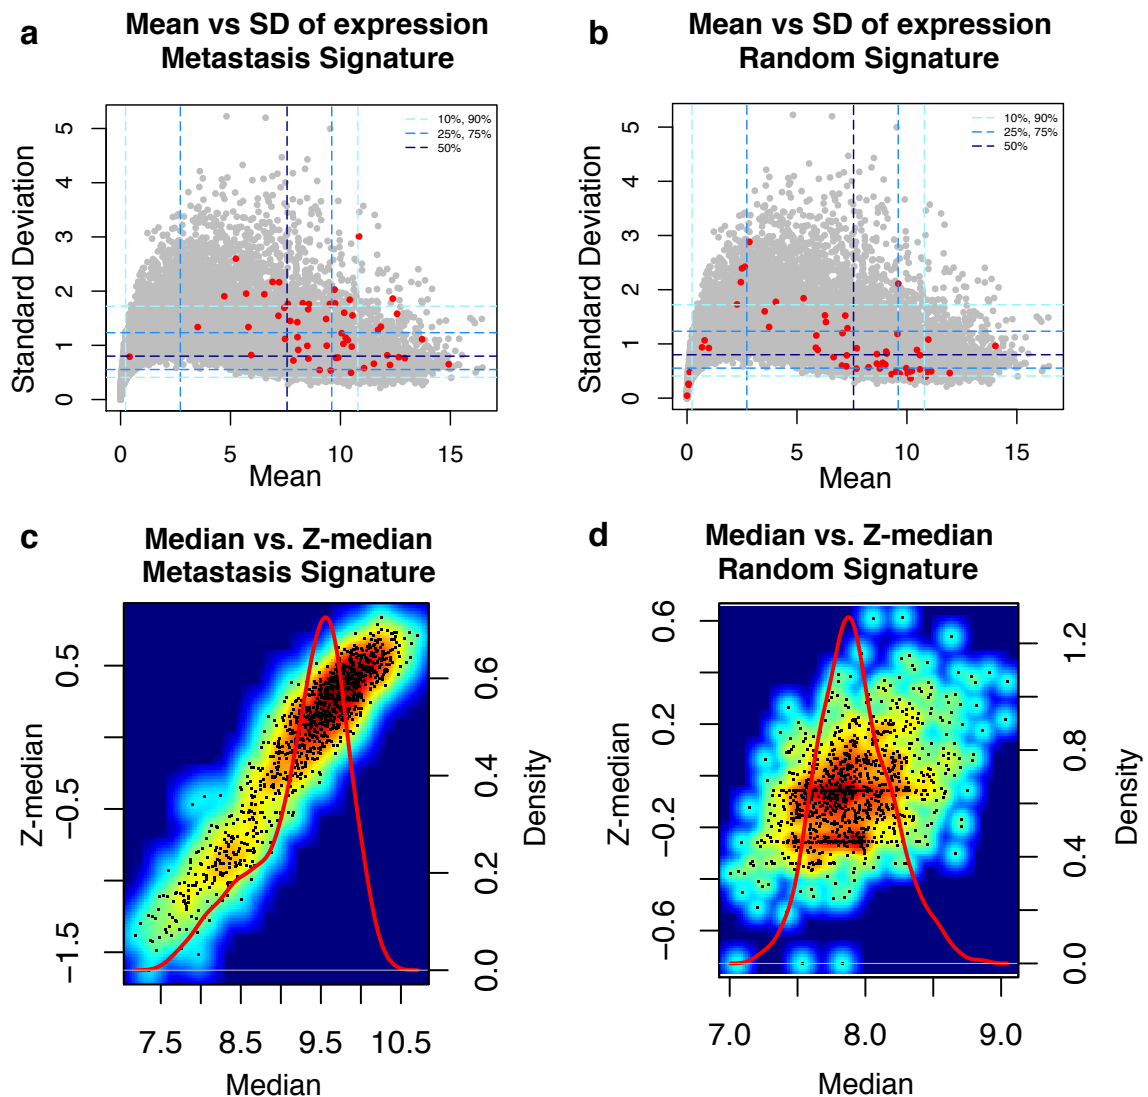 a
Mean vs SD of expression
Metastasis Signature
Standard Deviation
5
4
3
2
1
0
10%, 90%
25%, 75%
50%
0 5 10 15
Mean
b
Mean vs SD of expression
Random Signature
Standard Deviation
5
4
3
2
1
0
10%, 90%
25%, 75%
50%
0 5 10 15
Mean
c
Median vs. Z-median
Metastasis Signature
Z-median
0.5
−0.5
−1.5
0.6
0.4
0.2
0.0
Density
7.5 8.5 9.5 10.5
Median
d
Median vs. Z-median
Random Signature
Z-median
0.6
0.2
−0.2
−0.6
1.2
0.8
0.4
0.0
Density
7.0 8.0 9.0
Median